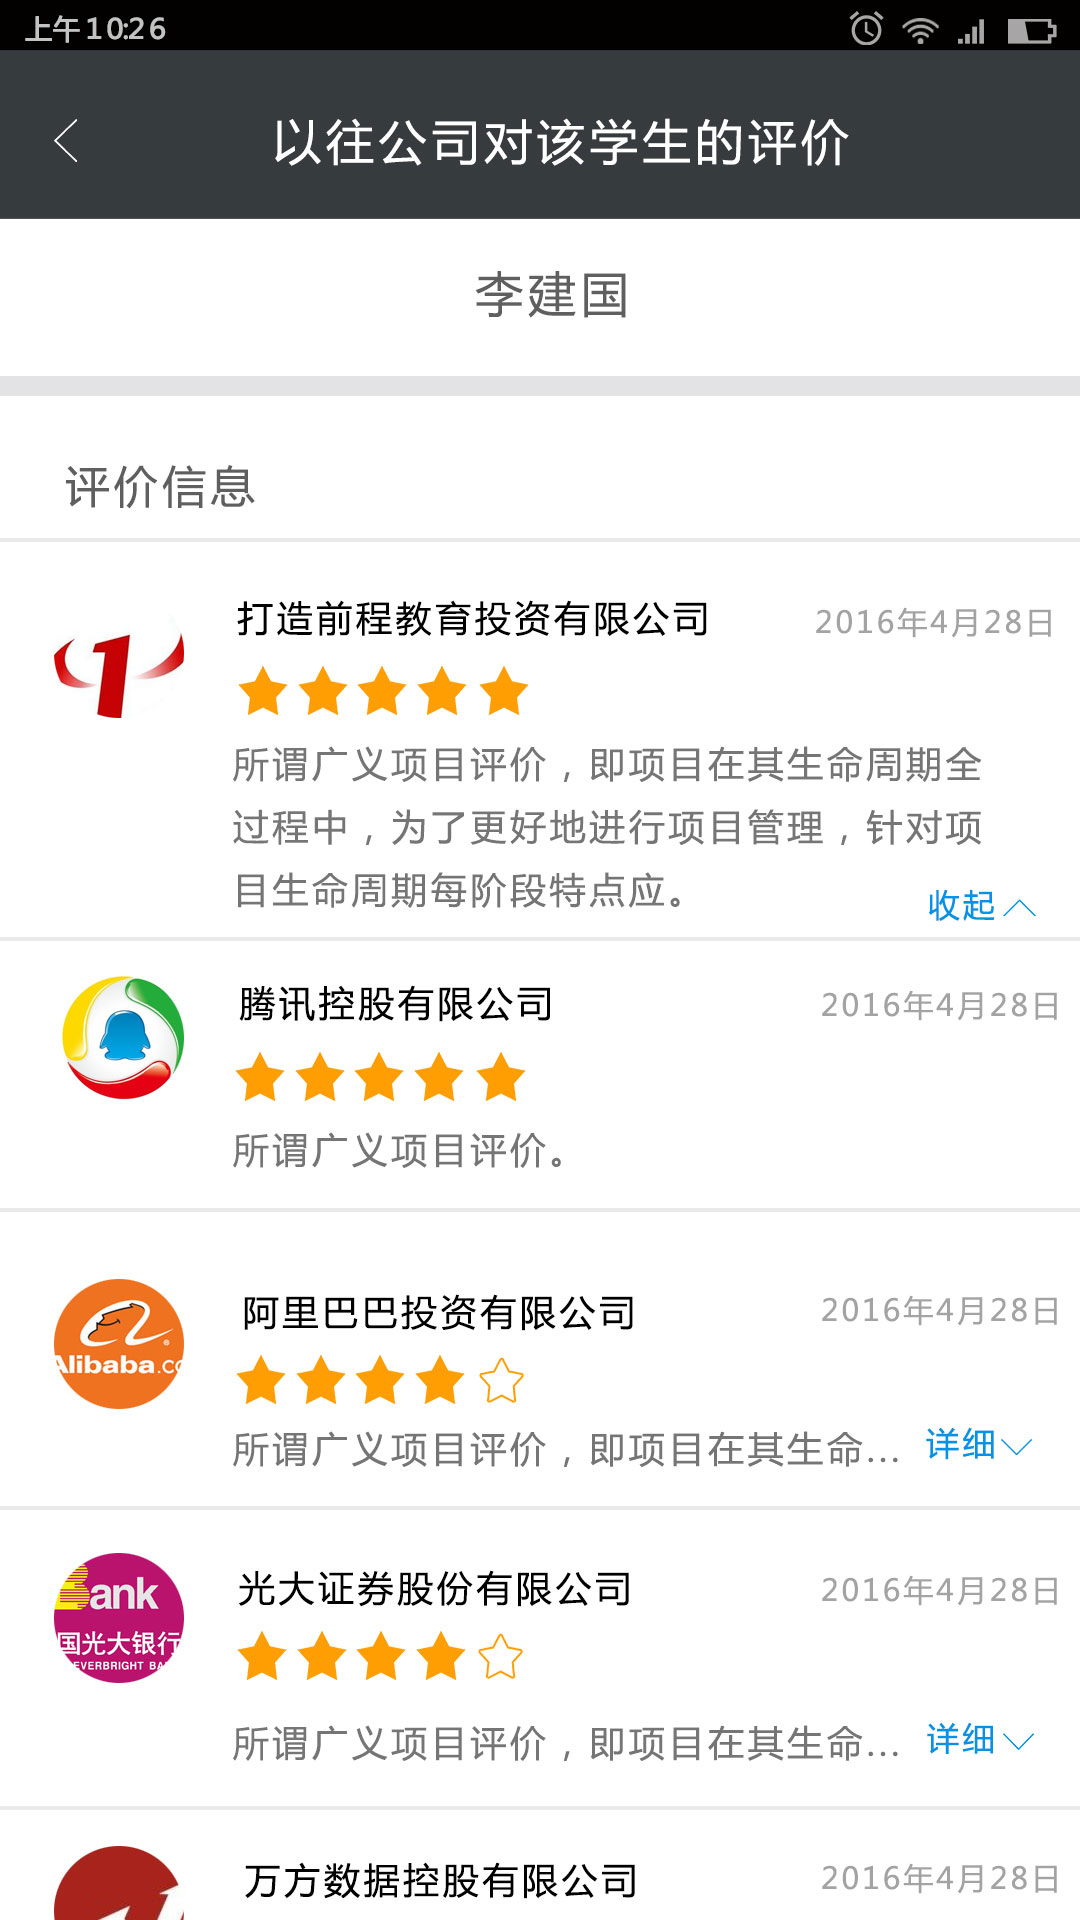 上午10:26
以往公司对该学生的评价
李建国
评价信息
打造前程教育投资有限公司
2016年4月28日
所谓广义项目评价，即项目在其生命周期全
过程中，为了更好地进行项目管理，针对项
目生命周期每阶段特点应。
收起
腾讯控股有限公司
2016年4月28日
所谓广义项目评价。
Alibaba.co
阿里巴巴投资有限公司
2016年4月28日
所谓广义项目评价，即项目在其生命...
详细
Bank
国光大银行
EVERBRIGHT BA
光大证券股份有限公司
2016年4月28日
所谓广义项目评价，即项目在其生命...
详细
万方数据控股有限公司
2016年4月28日